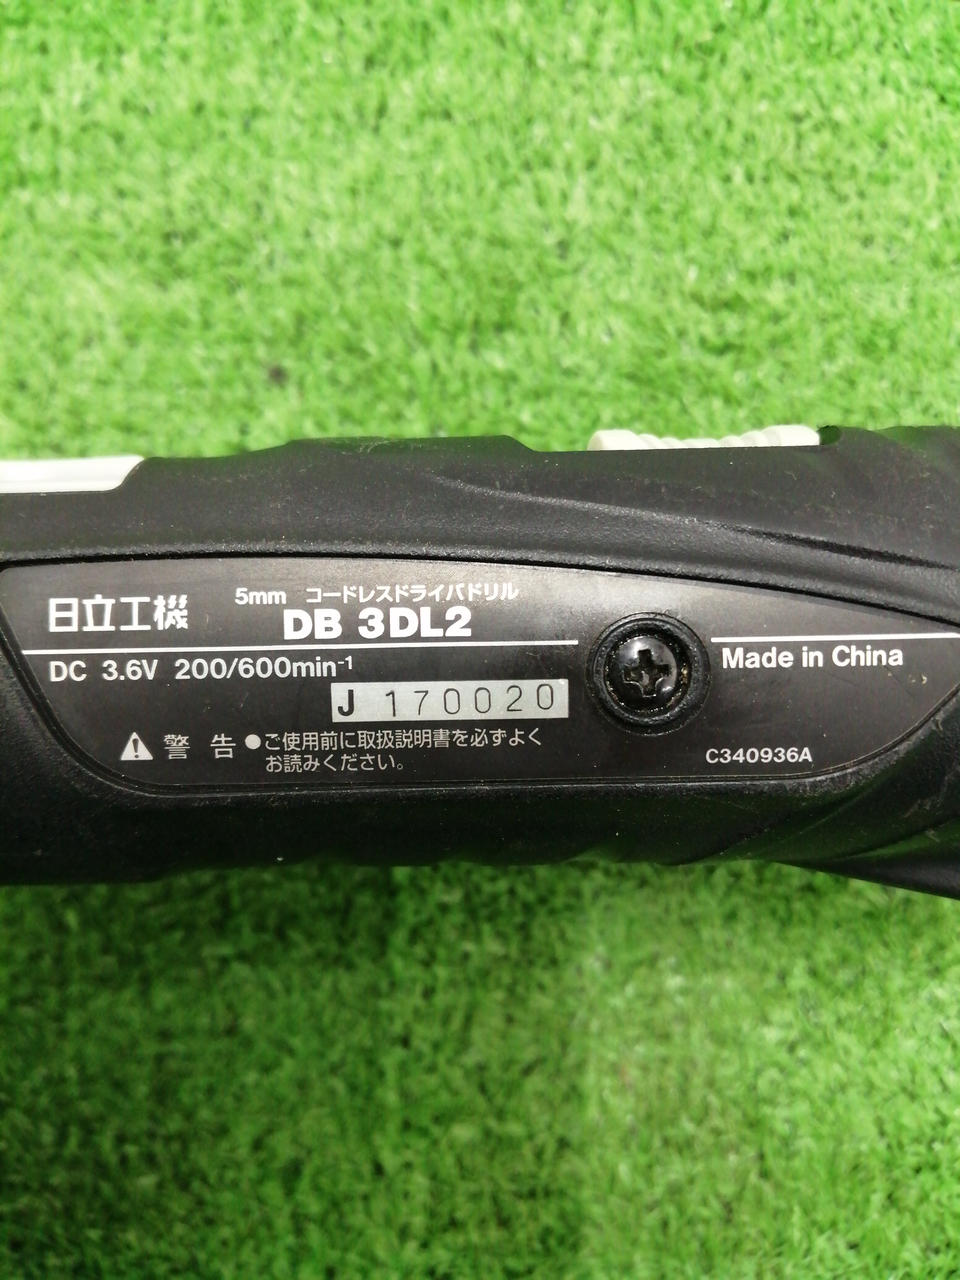 5mm コードレスドライバドリル
日立工機 DB 3DL2
DC 3.6V 200/600min⁻¹
Made in China
J 170020
警告 ●ご使用前に取扱説明書を必ずよく
お読みください。
C340936A